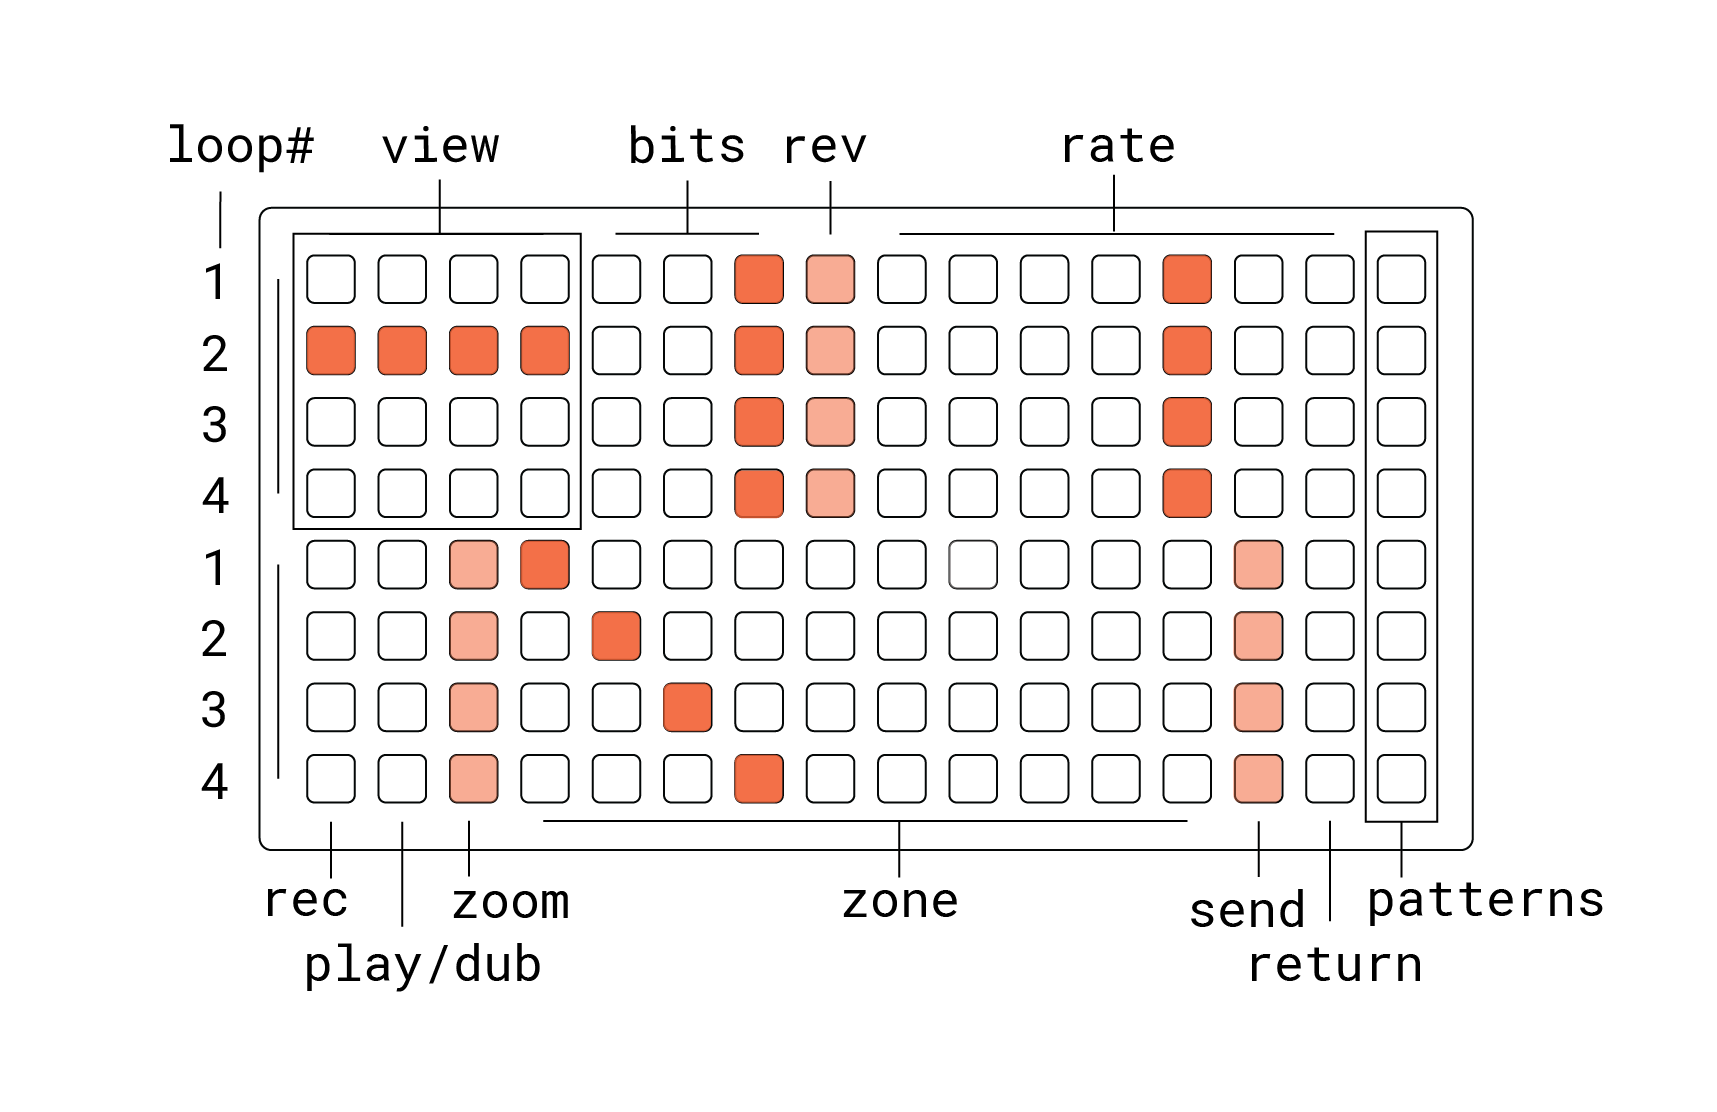 loop# view bits rev rate
1
2
3
4
1
2
3
4
rec zoom zone send patterns
play/dub return